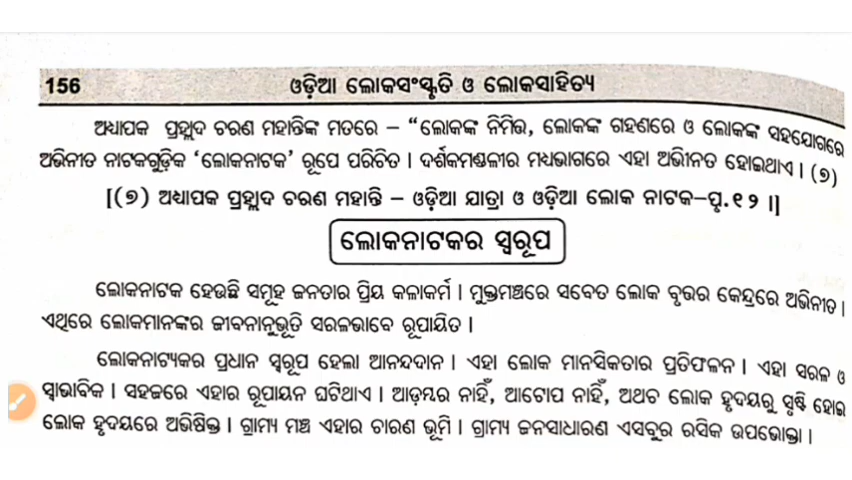 156 ଓଡ଼ିଆ ଲୋକସଂସ୍କୃତି ଓ ଲୋକସାହିତ୍ୟ
ଅଧ୍ୟାପକ ପ୍ରହ୍ଲାଦ ଚରଣ ମହାନ୍ତିଙ୍କ ମତରେ – “ଲୋକଙ୍କ ନିମିତ୍ତ, ଲୋକଙ୍କ ଗହଣରେ ଓ ଲୋକଙ୍କ ସହଯୋଗରେ
ଅଭିନୀତ ନାଟକଗୁଡ଼ିକ ‘ଲୋକନାଟକ’ ରୂପେ ପରିଚିତ । ଦର୍ଶକମଣ୍ଡଳୀର ମଧ୍ୟଭାଗରେ ଏହା ଅଭୀନତ ହୋଇଥାଏ । (୭)
[(୭) ଅଧ୍ୟାପକ ପ୍ରହ୍ଲାଦ ଚରଣ ମହାନ୍ତି – ଓଡ଼ିଆ ଯାତ୍ରା ଓ ଓଡ଼ିଆ ଲୋକ ନାଟକ–ପୃ.୧୨ ।]
ଲୋକନାଟକର ସ୍ୱରୂପ
ଲୋକନାଟକ ହେଉଛି ସମୂହ ଜନତାର ପ୍ରିୟ କଳାକର୍ମ । ମୁକ୍ତମଞ୍ଚରେ ସବେତ ଲୋକ ବୃତ୍ତର କେନ୍ଦ୍ରରେ ଅଭିନୀତ ।
ଏଥିରେ ଲୋକମାନଙ୍କର ଜୀବନାନୁଭୂତି ସରଳଭାବେ ରୂପାୟିତ ।
ଲୋକନାଟ୍ୟକର ପ୍ରଧାନ ସ୍ୱରୂପ ହେଲା ଆନନ୍ଦଦାନ । ଏହା ଲୋକ ମାନସିକତାର ପ୍ରତିଫଳନ । ଏହା ସରଳ ଓ
ସ୍ୱାଭାବିକ । ସହଜରେ ଏହାର ରୂପାୟନ ଘଟିଥାଏ । ଆଡ଼ମ୍ବର ନାହିଁ, ଆଟୋପ ନାହିଁ, ଅଥଚ ଲୋକ ହୃଦୟରୁ ସୃଷ୍ଟି ହୋଇ
ଲୋକ ହୃଦୟରେ ଅଭିଷିକ୍ତ । ଗ୍ରାମ୍ୟ ମଞ୍ଚ ଏହାର ଚାରଣ ଭୂମି । ଗ୍ରାମ୍ୟ ଜନସାଧାରଣ ଏସବୁର ରସିକ ଉପଭୋକ୍ତା ।